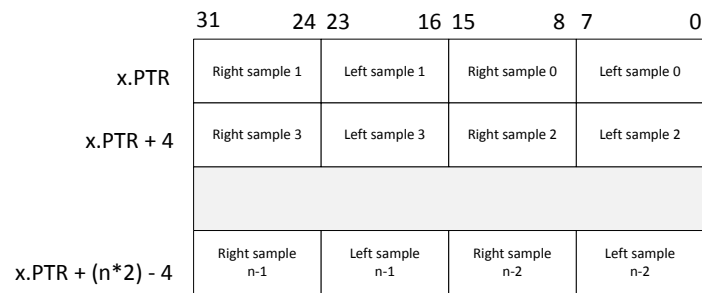 31 24 23 16 15 8 7 0
x.PTR Right sample 1 Left sample 1 Right sample 0 Left sample 0
x.PTR + 4 Right sample 3 Left sample 3 Right sample 2 Left sample 2
x.PTR + (n*2) - 4 Right sample Left sample Right sample Left sample
n-1 n-1 n-2 n-2